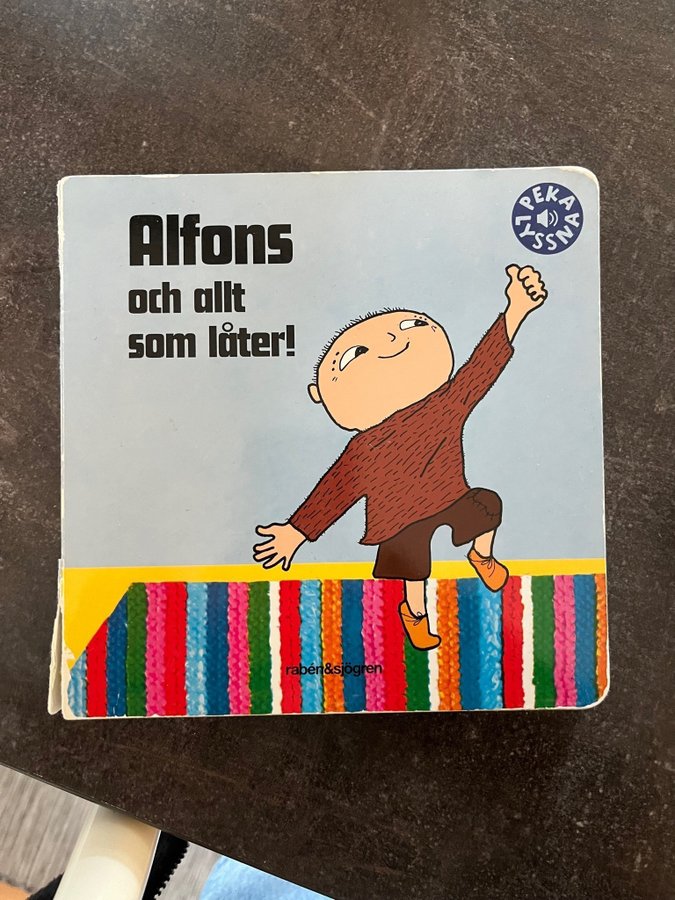 Alfons
och allt
som låter!
PEKA
LYSSNA
rabén&sjögren